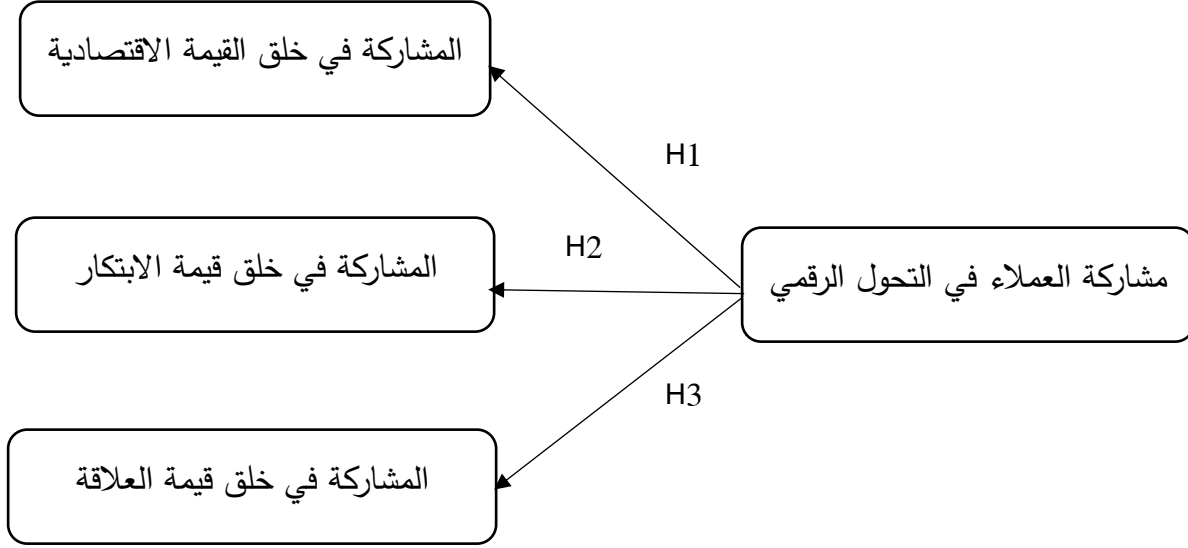 المشاركة في خلق القيمة الاقتصادية
H1
H2
المشاركة في خلق قيمة الابتكار
مشاركة العملاء في التحول الرقمي
H3
المشاركة في خلق قيمة العلاقة